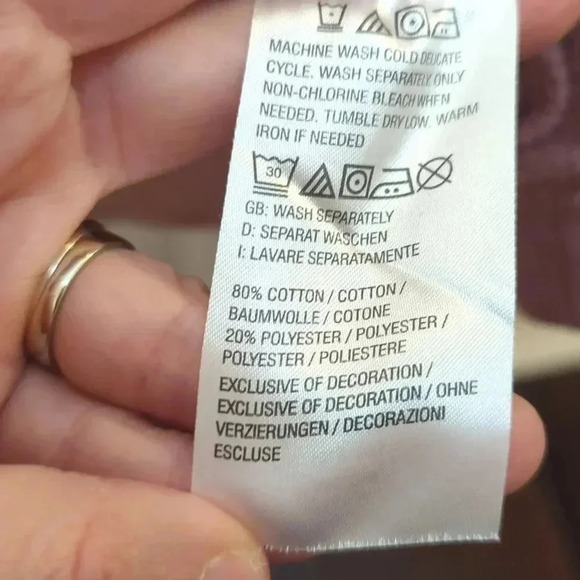 MACHINE WASH COLD DELICATE
CYCLE. WASH SEPARATELY. ONLY
NON-CHLORINE BLEACH WHEN
NEEDED. TUMBLE DRY LOW. WARM
IRON IF NEEDED
30
GB: WASH SEPARATELY
D: SEPARAT WASCHEN
I: LAVARE SEPARATAMENTE
80% COTTON / COTTON /
BAUMWOLLE / COTONE
20% POLYESTER / POLYESTER /
POLYESTER / POLIESTERE
EXCLUSIVE OF DECORATION /
EXCLUSIVE OF DECORATION / OHNE
VERZIERUNGEN / DECORAZIONI
ESCLUSE